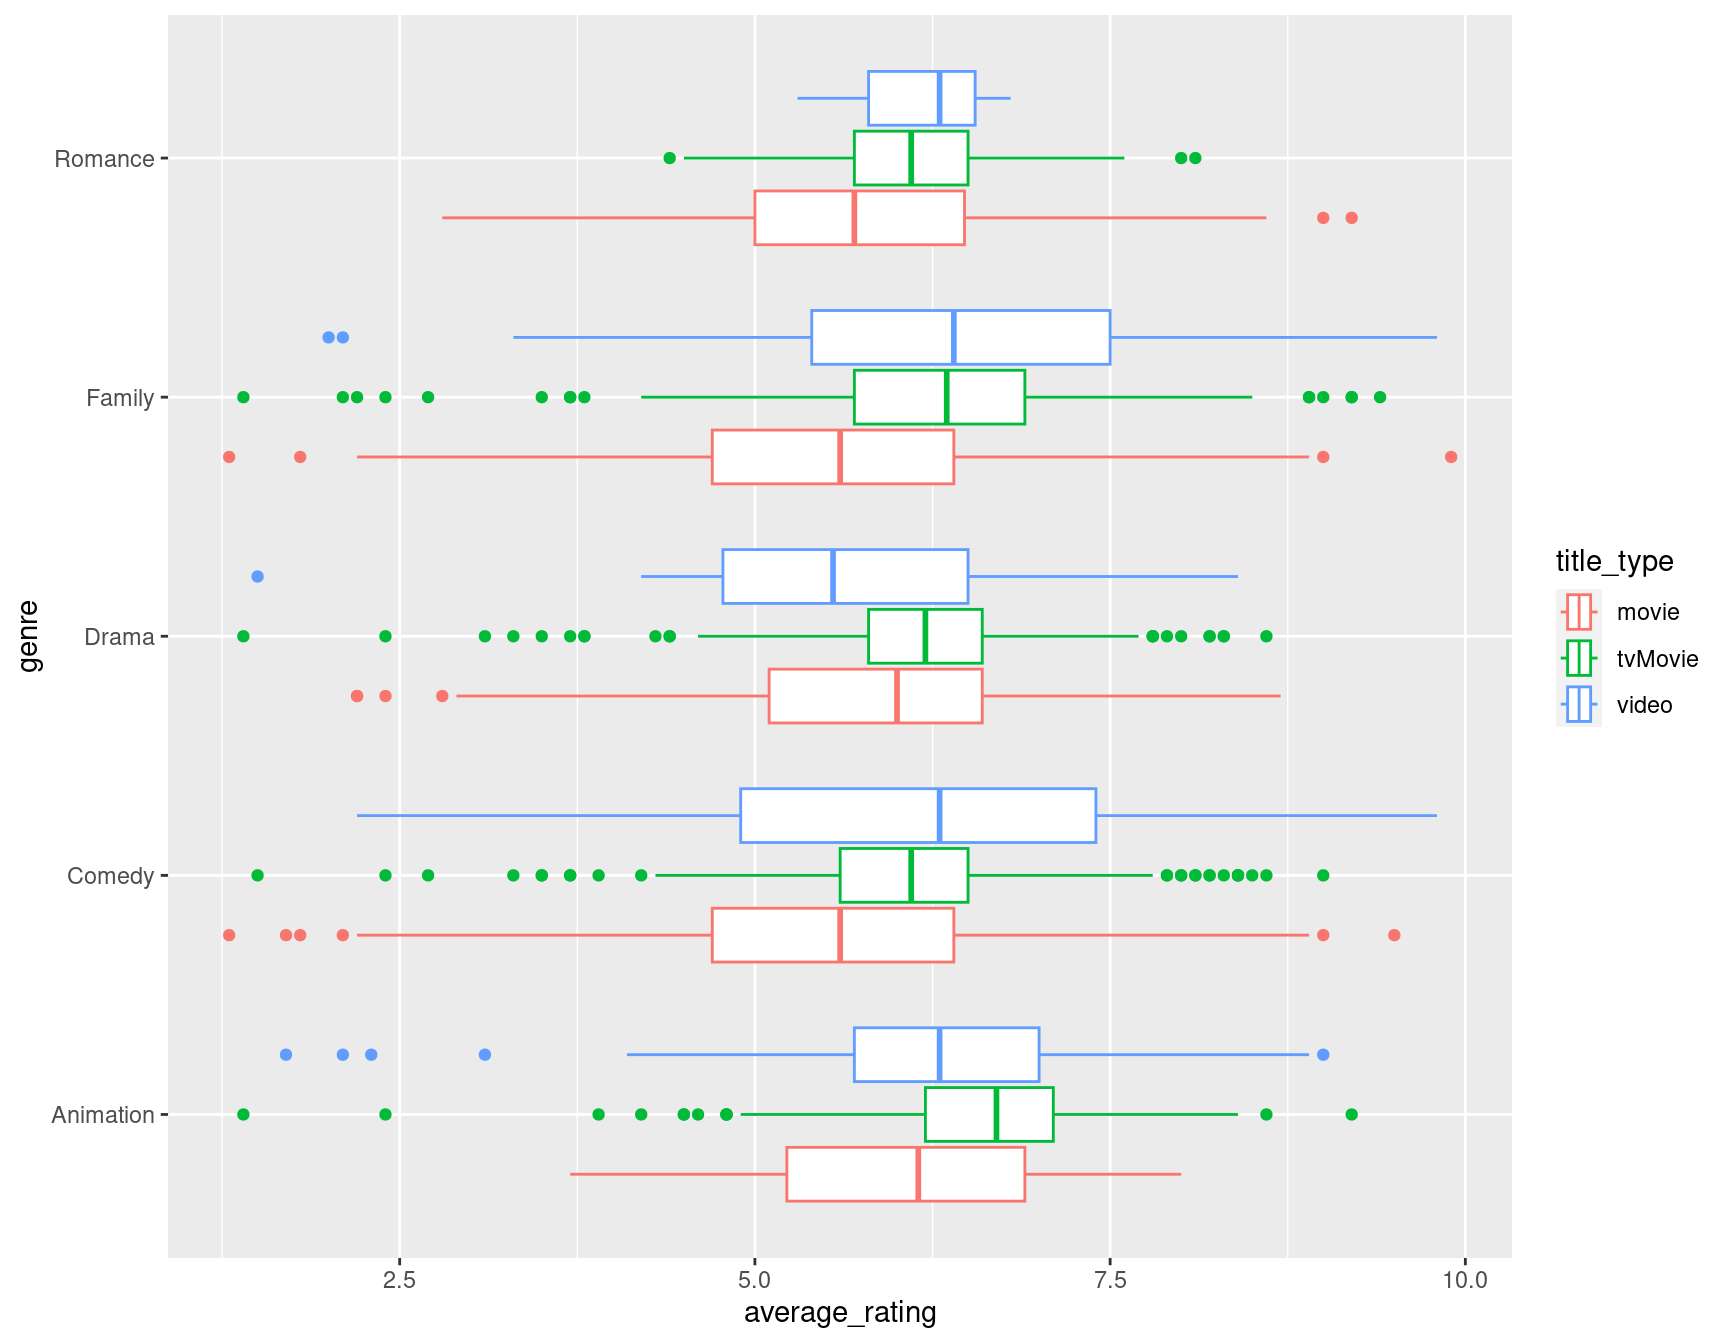 Romance
Family
Drama
Comedy
Animation
genre
2.5
5.0
7.5
10.0
average_rating
title_type
movie
tvMovie
video